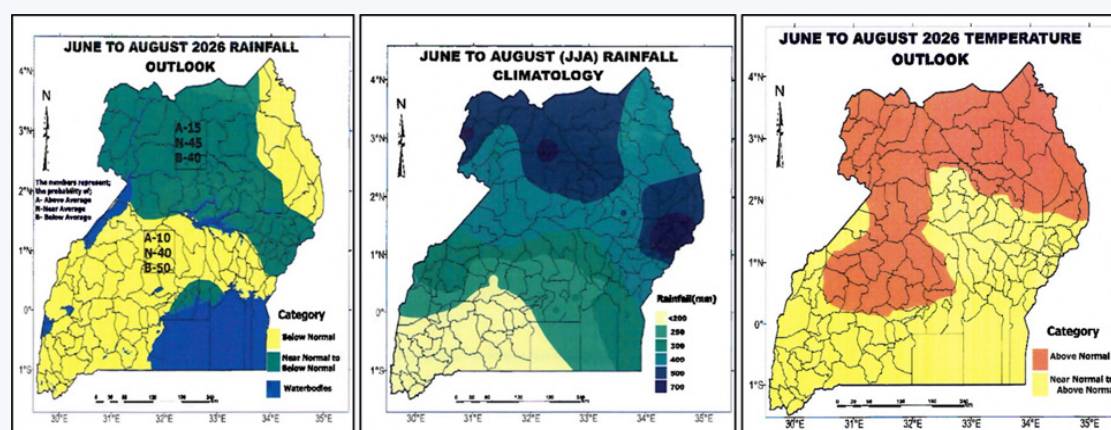 JUNE TO AUGUST 2026 RAINFALL
OUTLOOK
4°N
3°N
2°N
1°N
0°
1°S
N
A-15
N-45
B-40
The numbers represent;
the probability of;
A- Above Average
N-Near Average
B- Below Average
A-10
N-40
B-50
Category
Below Normal
Near Normal to
Below Normal
Waterbodies
30°E 31°E 32°E 33°E 34°E 35°E
JUNE TO AUGUST (JJA) RAINFALL
CLIMATOLOGY
4°N
3°N
2°N
1°N
0°
1°S
N
Rainfall(mm)
<200
250
300
400
500
700
30°E 31°E 32°E 33°E 34°E 35°E
JUNE TO AUGUST 2026 TEMPERATURE
OUTLOOK
4°N
3°N
2°N
1°N
0°
1°S
N
Category
Above Normal
Near Normal to
Above Normal
30°E 31°E 32°E 33°E 34°E 35°E